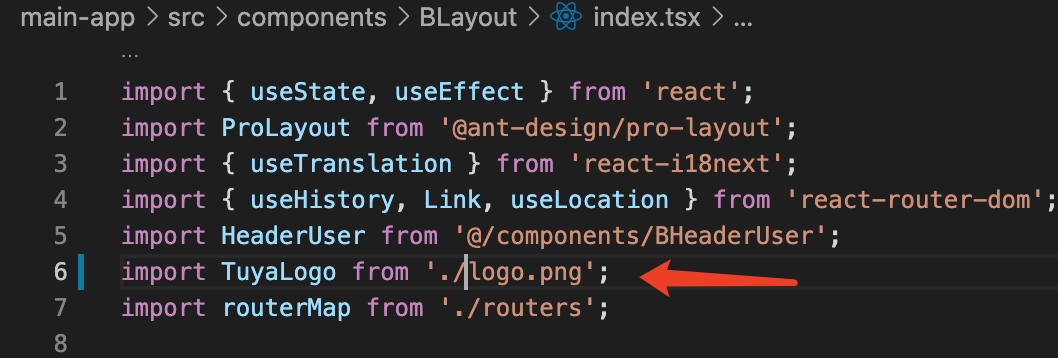 main-app > src > components > BLayout > index.tsx > ...
...
1 import { useState, useEffect } from 'react';
2 import ProLayout from '@ant-design/pro-layout';
3 import { useTranslation } from 'react-i18next';
4 import { useHistory, Link, useLocation } from 'react-router-dom';
5 import HeaderUser from '@/components/BHeaderUser';
6 import TuyaLogo from './logo.png';
7 import routerMap from './routers';
8